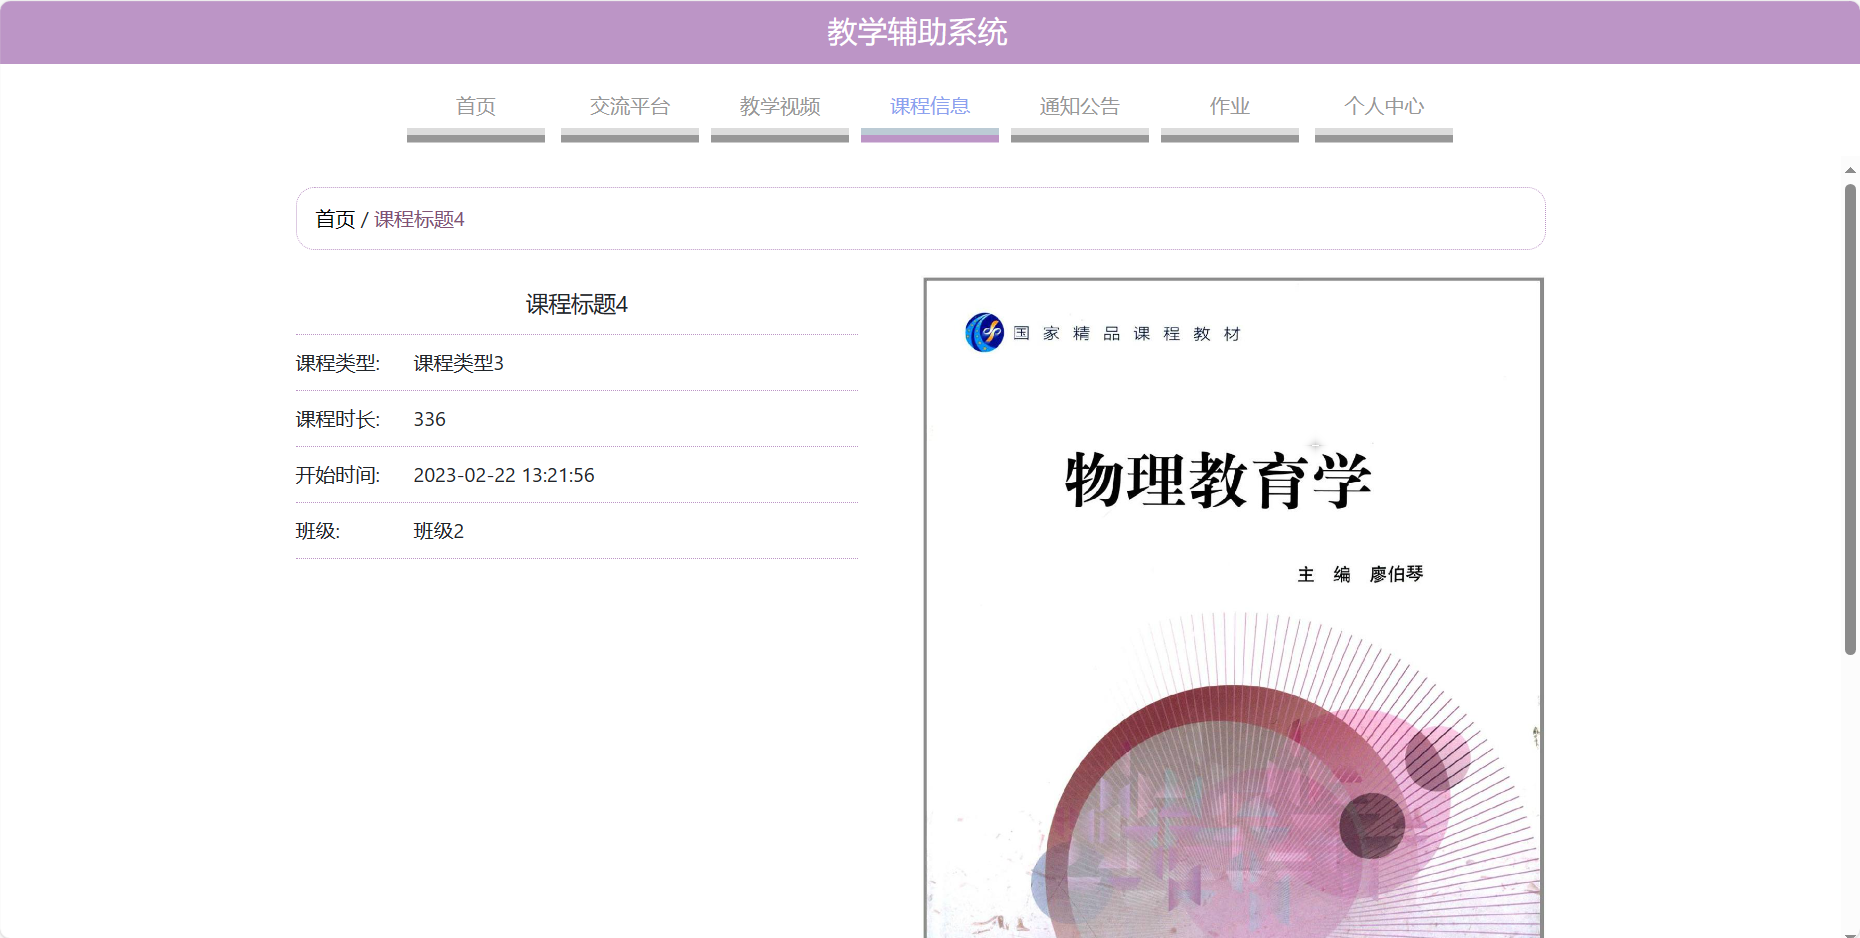 教学辅助系统
首页 交流平台 教学视频 课程信息 通知公告 作业 个人中心
首页 / 课程标题4
课程标题4
课程类型: 课程类型3
课程时长: 336
开始时间: 2023-02-22 13:21:56
班级: 班级2
国家精品课程教材
物理教育学
主 编 廖伯琴